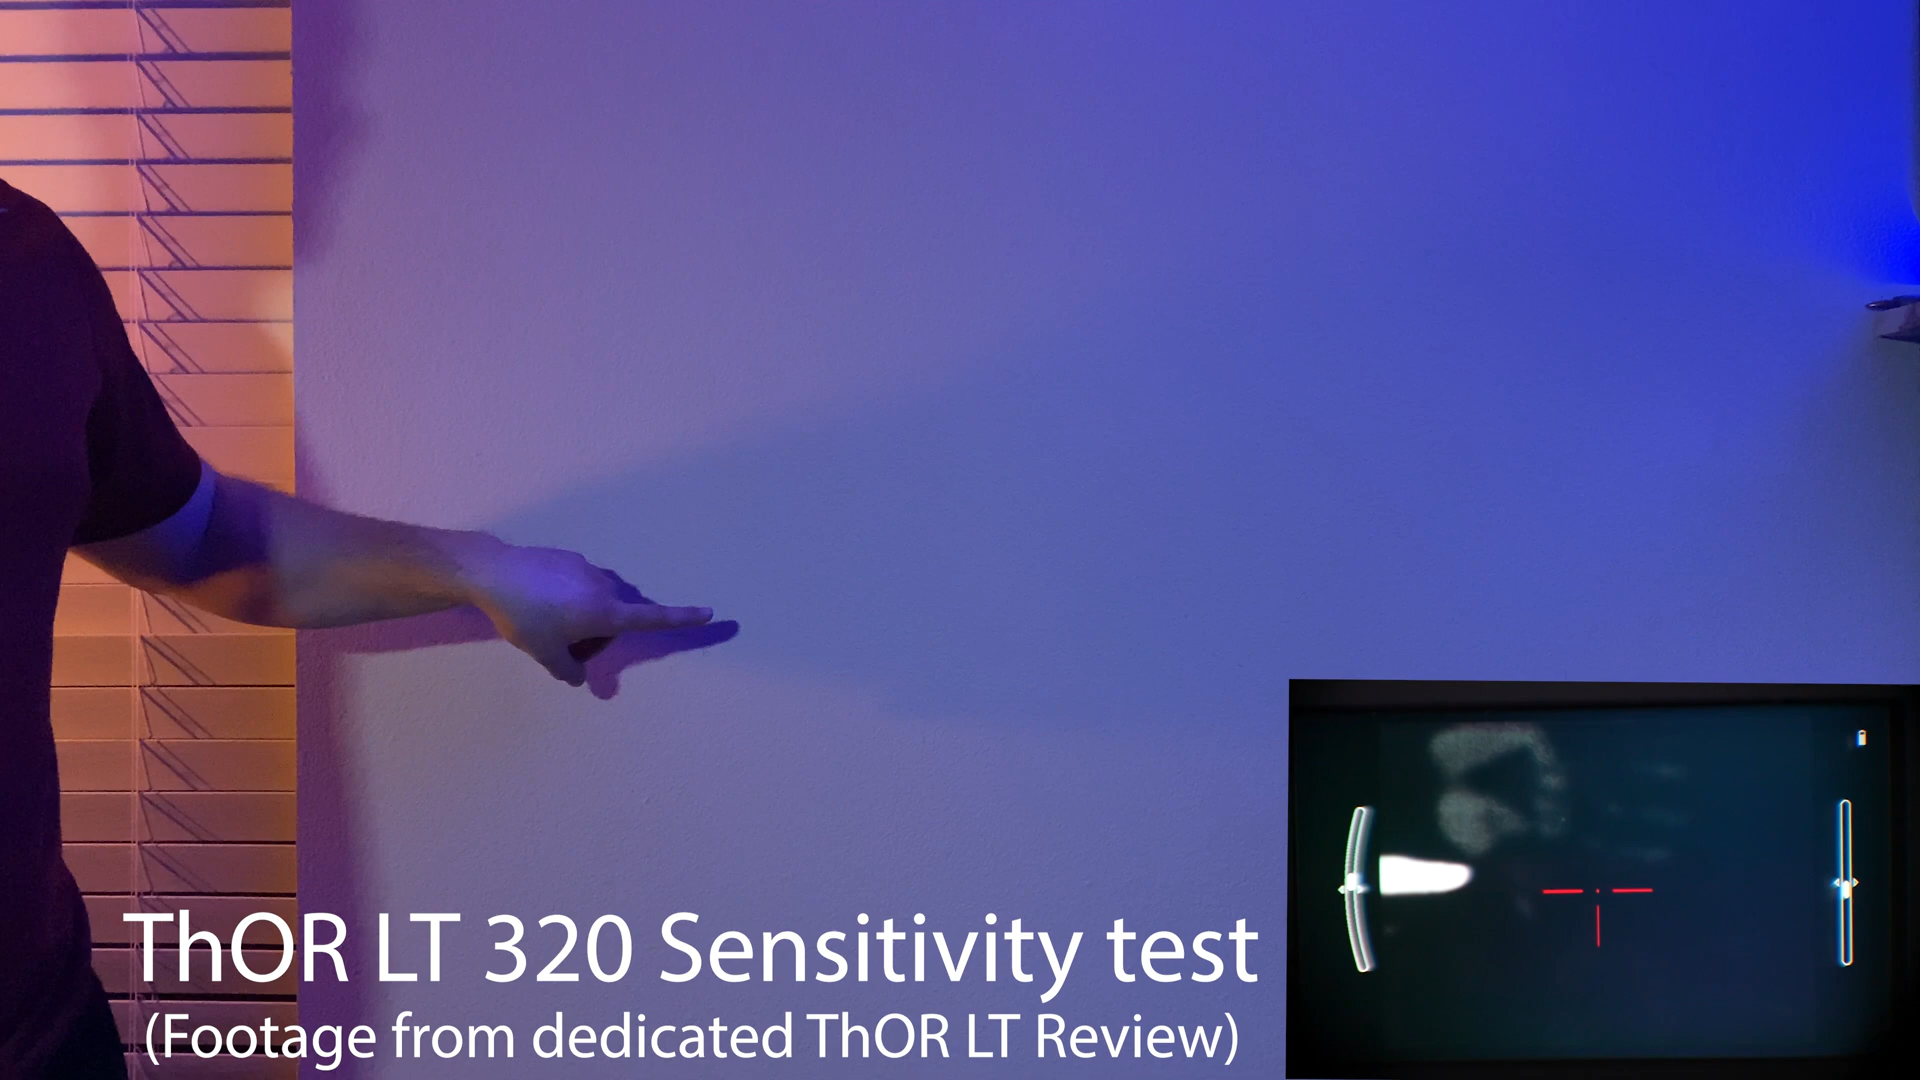 ThOR LT 320 Sensitivity test
(Footage from dedicated ThOR LT Review)